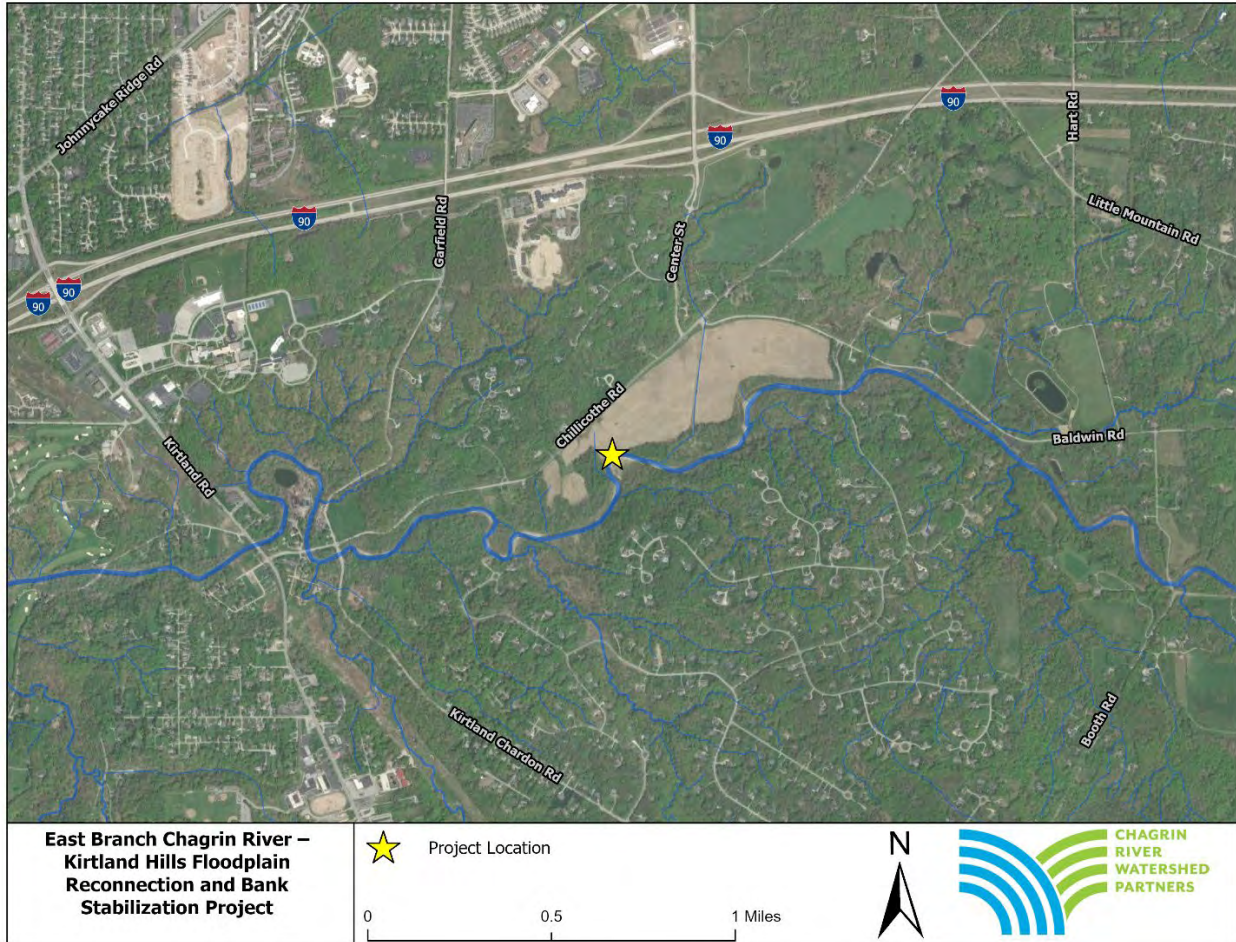 Johnnycake Ridge Rd
90
90
90
90
90
Hart Rd
Little Mountain Rd
Garfield Rd
Center St
Chillicothe Rd
Kirtland Rd
Baldwin Rd
Kirtland Chardon Rd
Booth Rd
East Branch Chagrin River –
Kirtland Hills Floodplain
Reconnection and Bank
Stabilization Project
Project Location
0 0.5 1 Miles
N
CHAGRIN
RIVER
WATERSHED
PARTNERS